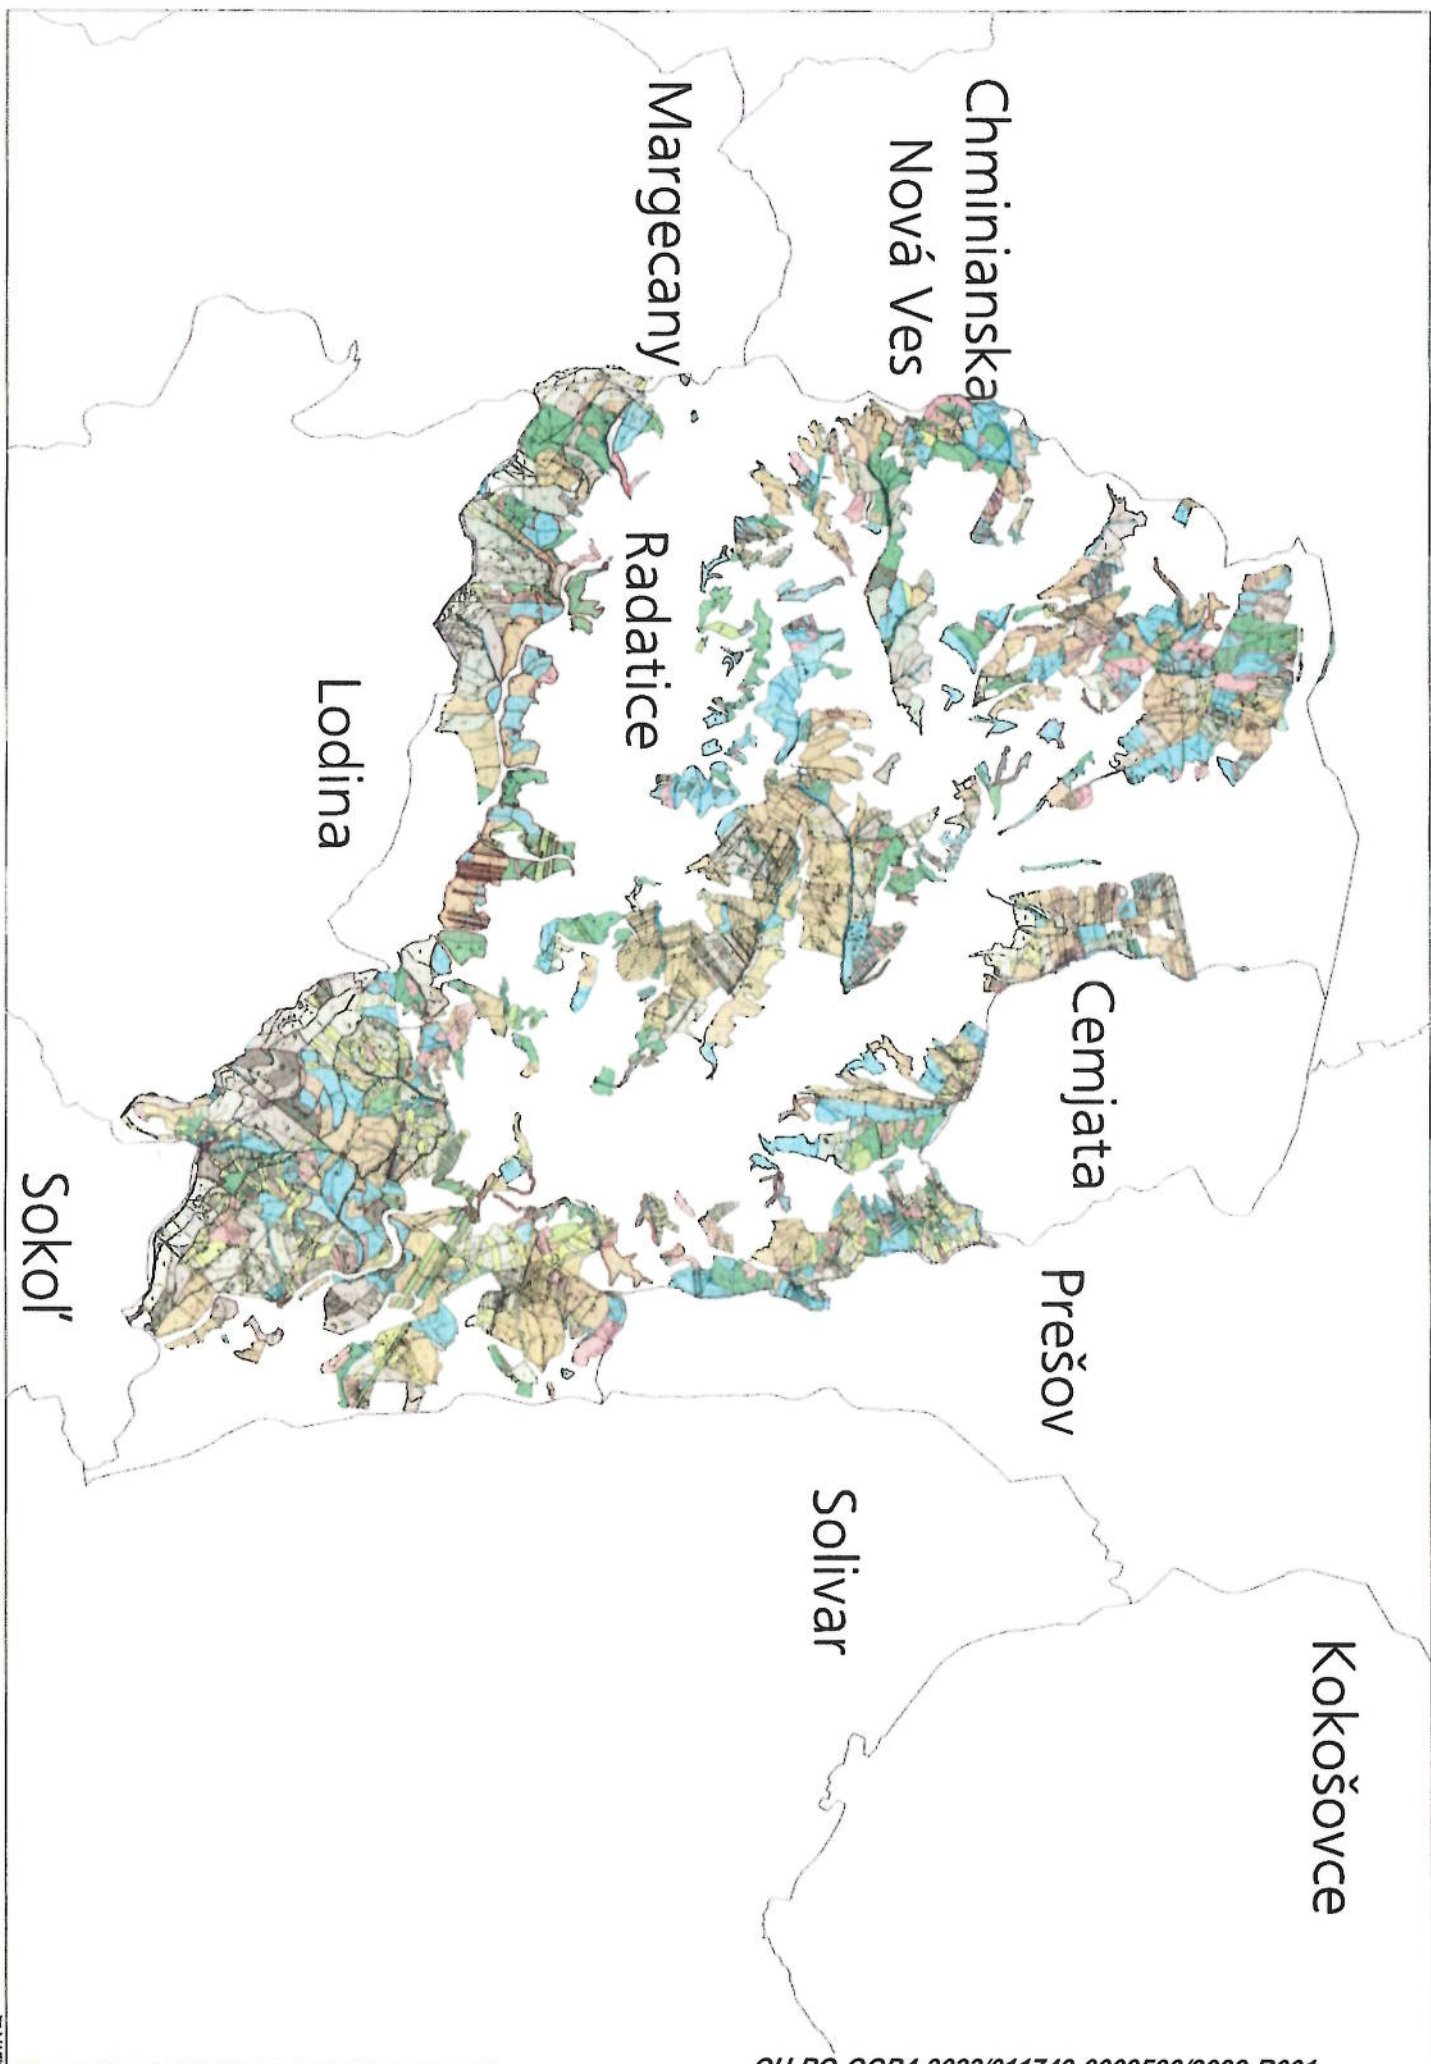 Kokošovce
Prešov
Cemjata
Chminianska
Nová Ves
Solivar
Margecany
Radatice
Lodina
Sokoľ